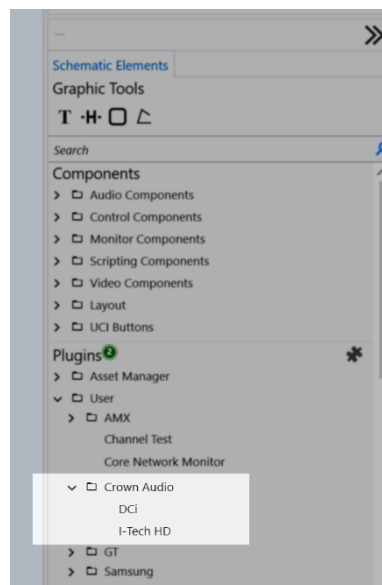 Schematic Elements
Graphic Tools
T ·H·
Search
Components
Audio Components
Control Components
Monitor Components
Scripting Components
Video Components
Layout
UCI Buttons
Plugins 2
Asset Manager
User
AMX
Channel Test
Core Network Monitor
Crown Audio
DCi
I-Tech HD
GT
Samsung